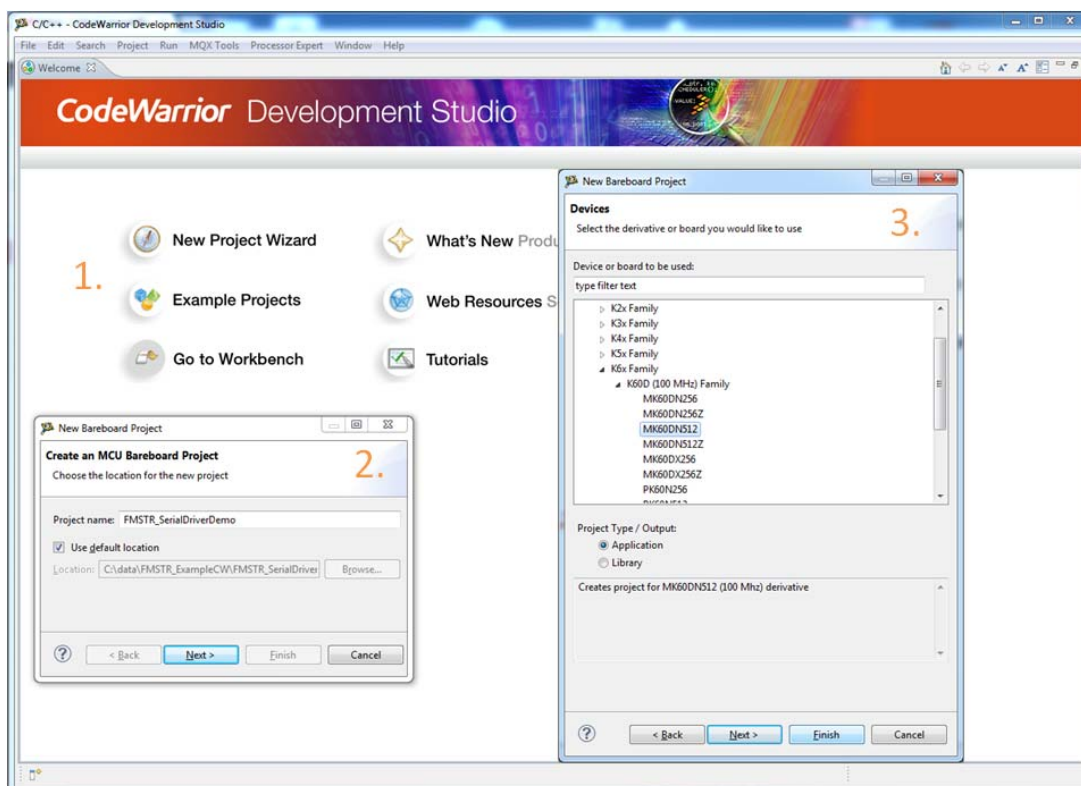 C/C++ - CodeWarrior Development Studio
File Edit Search Project Run MQX Tools Processor Expert Window Help
Welcome
CodeWarrior Development Studio
SCHEDULER();
VALUE:
1.
New Project Wizard
What's New Produ
Example Projects
Web Resources S
Go to Workbench
Tutorials
New Bareboard Project
Create an MCU Bareboard Project
2.
Choose the location for the new project
Project name: FMSTR_SerialDriverDemo
Use default location
Location: C:\data\FMSTR_ExampleCW\FMSTR_SerialDriver Browse...
< Back Next > Finish Cancel
New Bareboard Project
Devices
3.
Select the derivative or board you would like to use
Device or board to be used:
type filter text
K2x Family
K3x Family
K4x Family
K5x Family
K6x Family
K60D (100 MHz) Family
MK60DN256
MK60DN256Z
MK60DN512
MK60DN512Z
MK60DX256
MK60DX256Z
PK60N256
Project Type / Output:
Application
Library
Creates project for MK60DN512 (100 Mhz) derivative
< Back Next > Finish Cancel